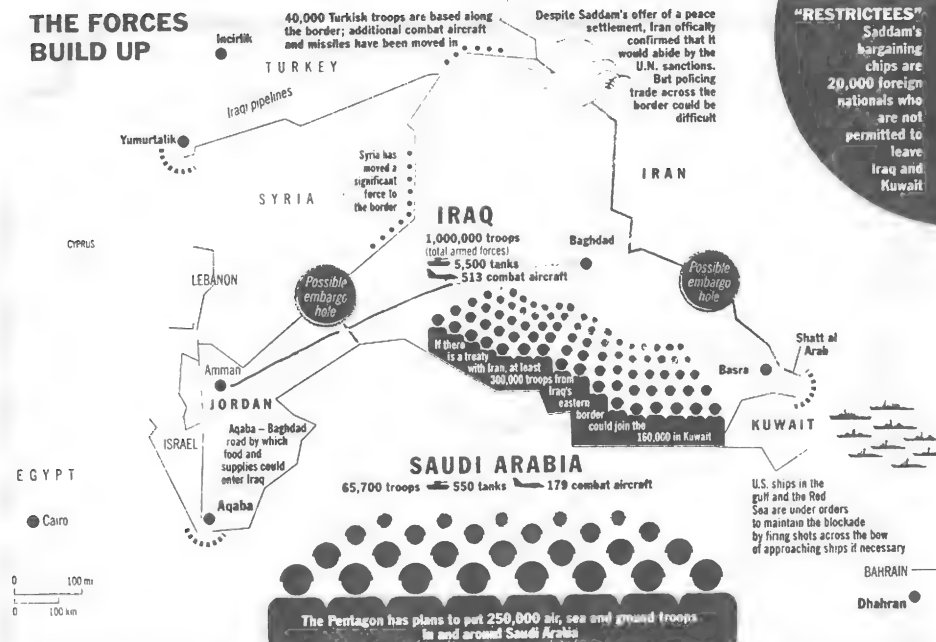 THE FORCES
BUILD UP
40,000 Turkish troops are based along
the border; additional combat aircraft
and missiles have been moved in
Despite Saddam's offer of a peace
settlement, Iran offically
confirmed that it
would abide by the
U.N. sanctions.
But policing
trade across the
border could be
difficult
"RESTRICTEES"
Saddam's
bargaining
chips are
20,000 foreign
nationals who
are not
permitted to
leave
Iraq and
Kuwait
Incirlik
TURKEY
Iraqi pipelines
Yumurtalik
Syria has
moved a
significant
force to
the border
SYRIA
IRAN
CYPRUS
LEBANON
IRAQ
1,000,000 troops
(total armed forces)
5,500 tanks
513 combat aircraft
Baghdad
Possible
embargo
hole
Possible
embargo
hole
If there
is a treaty
with Iran, at least
300,000 troops from
Iraq's
eastern
border
could join the
160,000 in Kuwait
Shatt al
Arab
Basra
KUWAIT
Amman
JORDAN
ISRAEL
Aqaba – Baghdad
road by which
food and
supplies could
enter Iraq
Aqaba
EGYPT
Cairo
SAUDI ARABIA
65,700 troops 550 tanks 179 combat aircraft
U.S. ships in the
gulf and the Red
Sea are under orders
to maintain the blockade
by firing shots across the bow
of approaching ships if necessary
BAHRAIN
Dhahran
0 100 mi
0 100 km
The Pentagon has plans to put 250,000 air, sea and ground troops
in and around Saudi Arabia